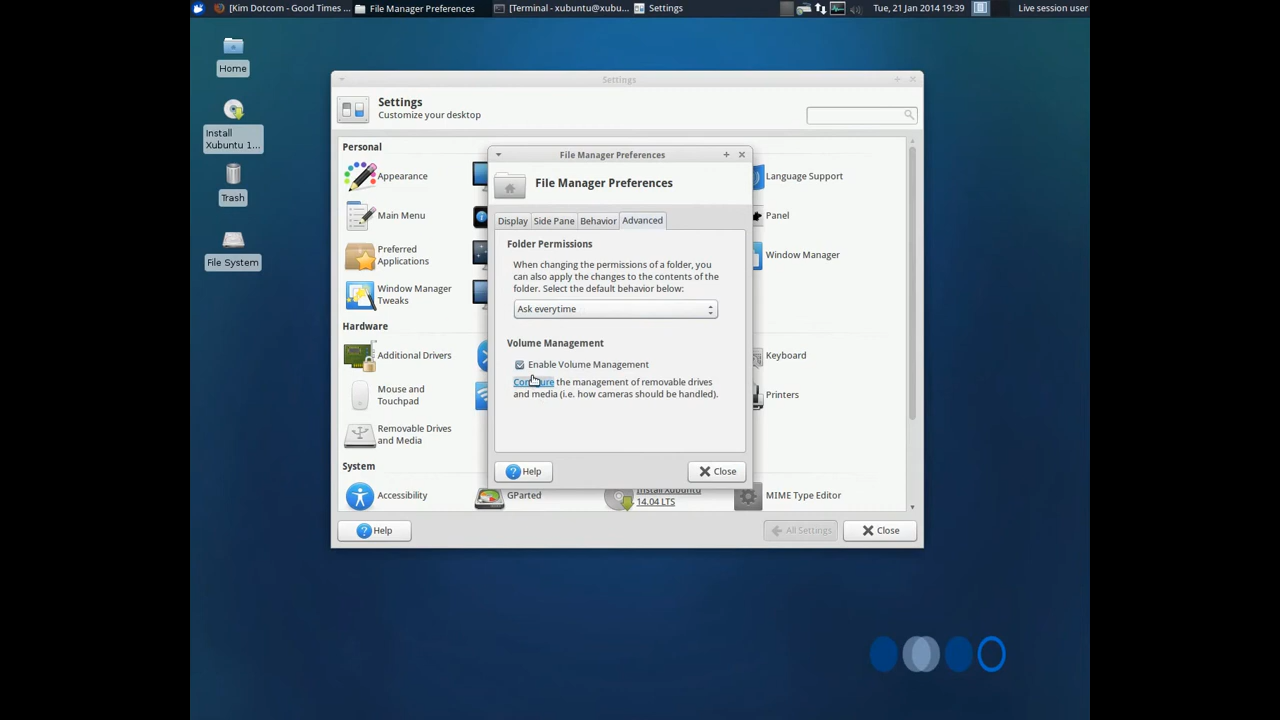 [Kim Dotcom - Good Times ...
File Manager Preferences
[Terminal - xubuntu@xubu...
Settings
Tue, 21 Jan 2014 19:39
Live session user
Home
Install
Xubuntu 1...
Trash
File System
Settings
Settings
Customize your desktop
Personal
Appearance
Main Menu
Preferred
Applications
Window Manager
Tweaks
Language Support
Panel
Window Manager
Hardware
Additional Drivers
Mouse and
Touchpad
Removable Drives
and Media
Keyboard
Printers
System
Accessibility
GParted
Install Xubuntu
14.04 LTS
MIME Type Editor
Help
All Settings
Close
File Manager Preferences
File Manager Preferences
Display
Side Pane
Behavior
Advanced
Folder Permissions
When changing the permissions of a folder, you
can also apply the changes to the contents of the
folder. Select the default behavior below:
Ask everytime
Volume Management
Enable Volume Management
Configure the management of removable drives
and media (i.e. how cameras should be handled).
Help
Close